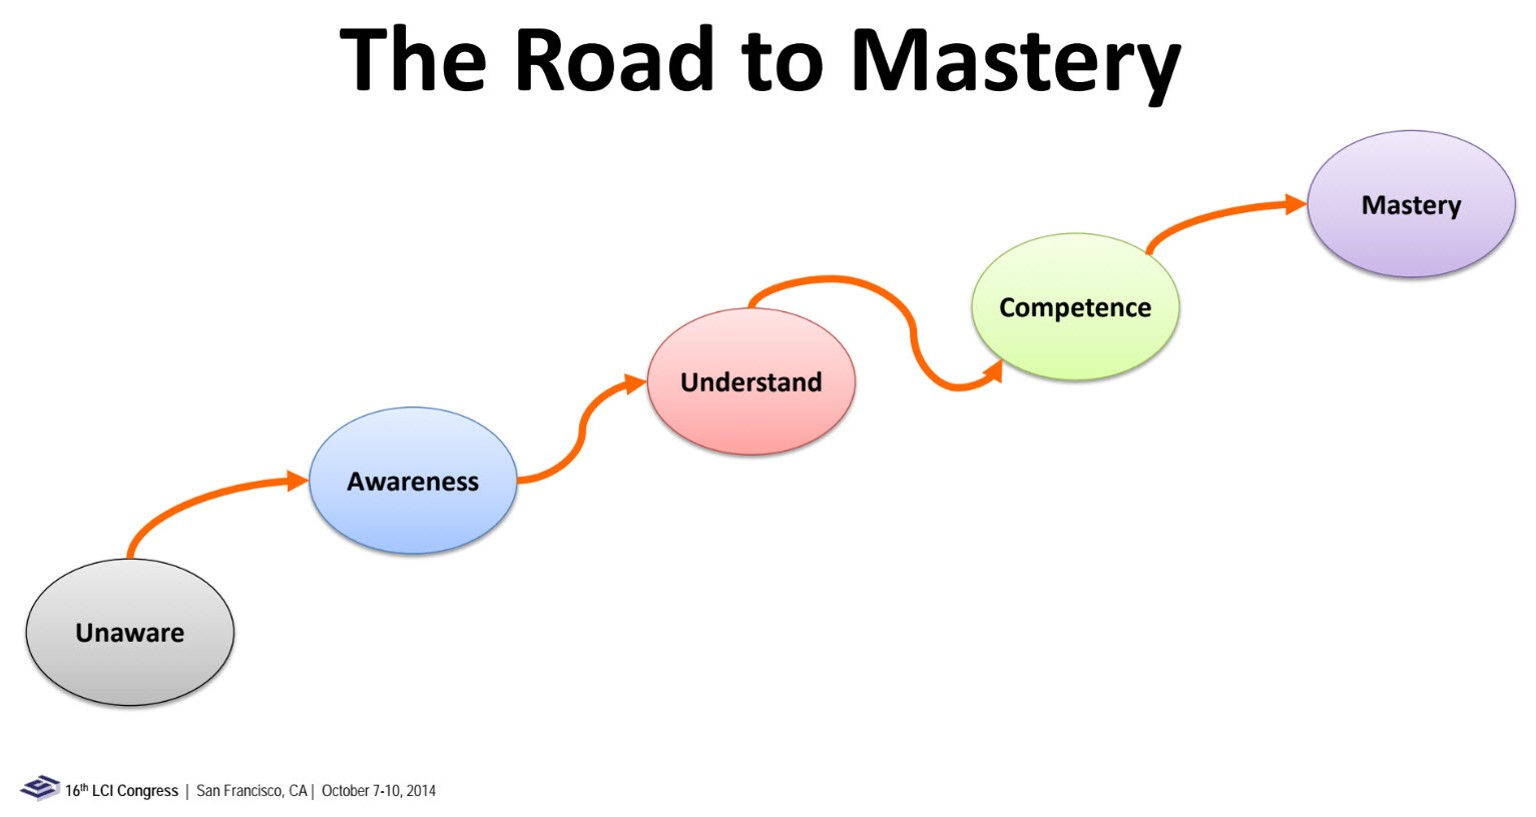 The Road to Mastery
Mastery
Competence
Understand
Awareness
Unaware
16th LCI Congress | San Francisco, CA | October 7-10, 2014